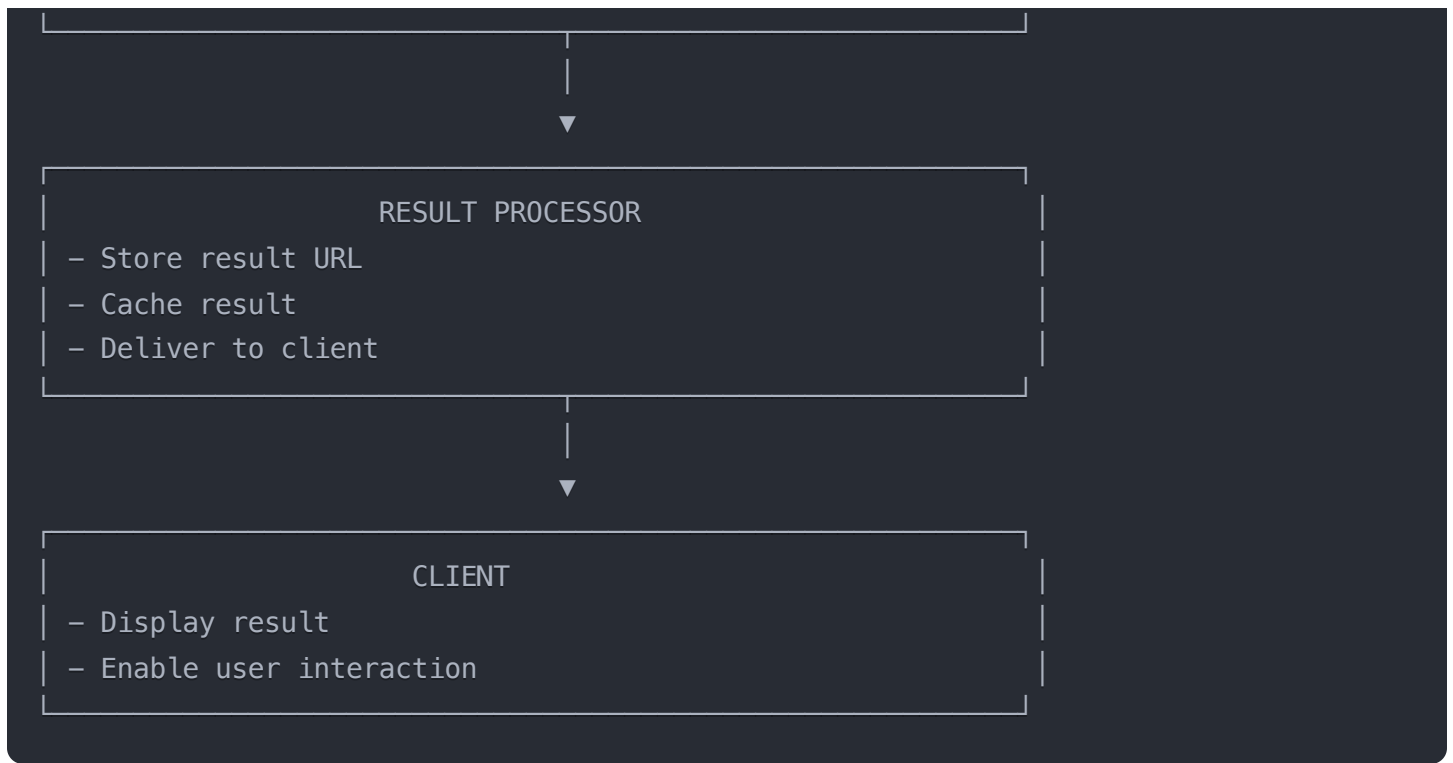 RESULT PROCESSOR
– Store result URL
– Cache result
– Deliver to client
CLIENT
– Display result
– Enable user interaction